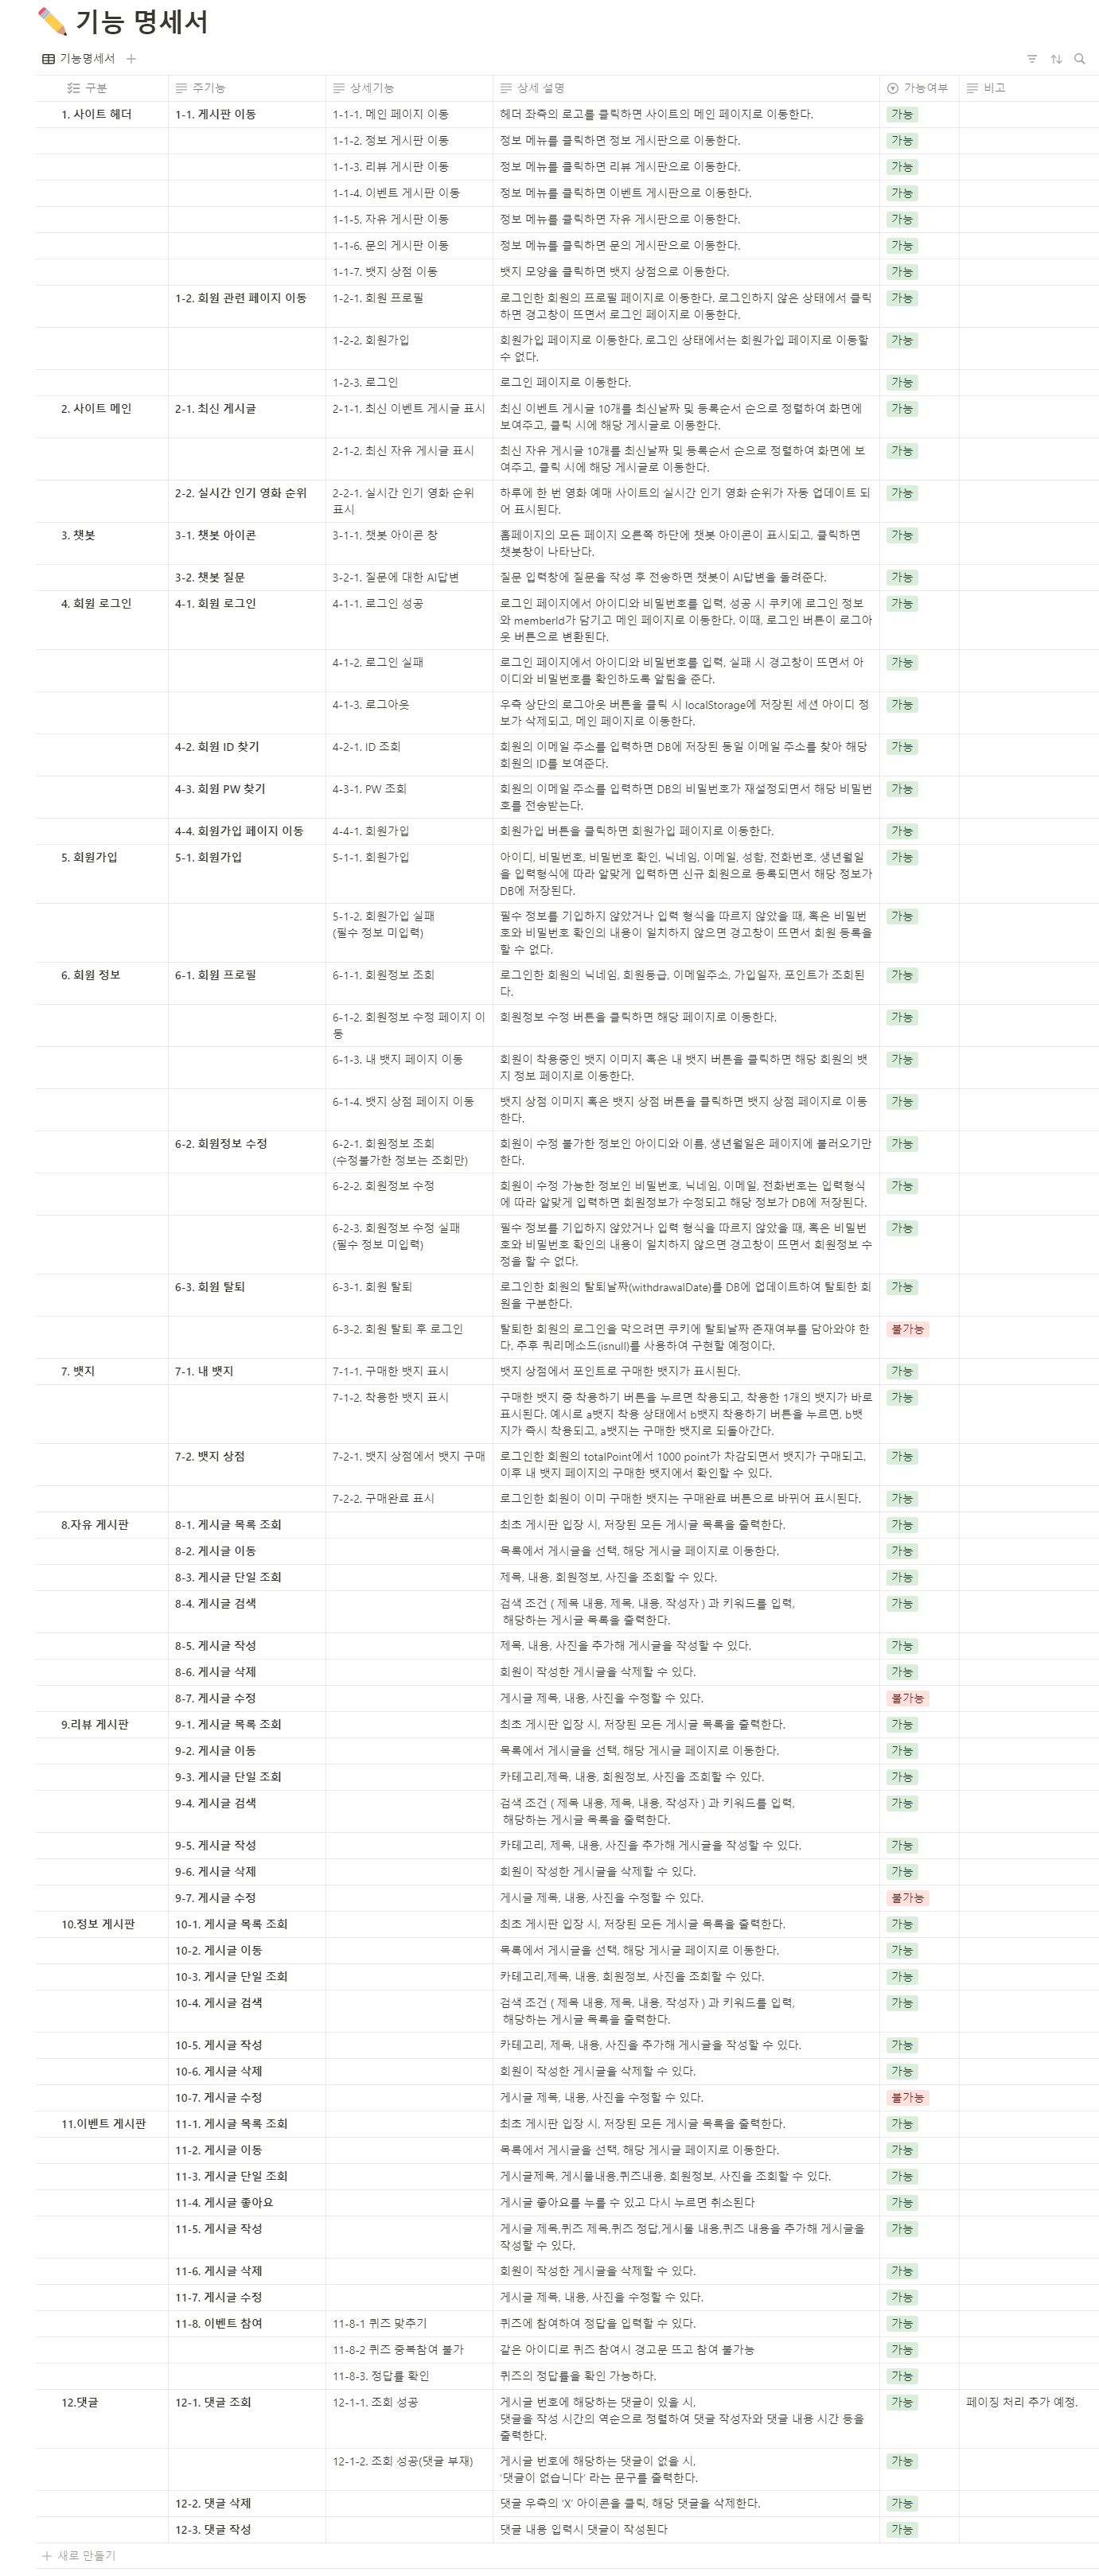 ✏️ 기능 명세서
기능명세서
구분 주기능 상세기능 상세 설명 가능여부 비고
1. 사이트 헤더 1-1. 게시판 이동 1-1-1. 메인 페이지 이동 헤더 좌측의 로고를 클릭하면 사이트의 메인 페이지로 이동한다. 가능
1-1-2. 정보 게시판 이동 정보 메뉴를 클릭하면 정보 게시판으로 이동한다. 가능
1-1-3. 리뷰 게시판 이동 정보 메뉴를 클릭하면 리뷰 게시판으로 이동한다. 가능
1-1-4. 이벤트 게시판 이동 정보 메뉴를 클릭하면 이벤트 게시판으로 이동한다. 가능
1-1-5. 자유 게시판 이동 정보 메뉴를 클릭하면 자유 게시판으로 이동한다. 가능
1-1-6. 문의 게시판 이동 정보 메뉴를 클릭하면 문의 게시판으로 이동한다. 가능
1-1-7. 뱃지 상점 이동 뱃지 모양을 클릭하면 뱃지 상점으로 이동한다. 가능
1-2. 회원 관련 페이지 이동 1-2-1. 회원 프로필 로그인한 회원의 프로필 페이지로 이동한다. 로그인하지 않은 상태에서 클릭 가능
하면 경고창이 뜨면서 로그인 페이지로 이동한다.
1-2-2. 회원가입 회원가입 페이지로 이동한다. 로그인 상태에서는 회원가입 페이지로 이동할 가능
수 없다.
1-2-3. 로그인 로그인 페이지로 이동한다. 가능
2. 사이트 메인 2-1. 최신 게시글 2-1-1. 최신 이벤트 게시글 표시 최신 이벤트 게시글 10개를 최신날짜 및 등록순서 순으로 정렬하여 화면에 가능
보여주고, 클릭 시에 해당 게시글로 이동한다.
2-1-2. 최신 자유 게시글 표시 최신 자유 게시글 10개를 최신날짜 및 등록순서 순으로 정렬하여 화면에 보 가능
여주고, 클릭 시에 해당 게시글로 이동한다.
2-2. 실시간 인기 영화 순위 2-2-1. 실시간 인기 영화 순위 하루에 한 번 영화 예매 사이트의 실시간 인기 영화 순위가 자동 업데이트 되 가능
표시 어 표시된다.
3. 챗봇 3-1. 챗봇 아이콘 3-1-1. 챗봇 아이콘 창 홈페이지의 모든 페이지 오른쪽 하단에 챗봇 아이콘이 표시되고, 클릭하면 가능
챗봇창이 나타난다.
3-2. 챗봇 질문 3-2-1. 질문에 대한 AI답변 질문 입력창에 질문을 작성 후 전송하면 챗봇이 AI답변을 돌려준다. 가능
4. 회원 로그인 4-1. 회원 로그인 4-1-1. 로그인 성공 로그인 페이지에서 아이디와 비밀번호를 입력, 성공 시 쿠키에 로그인 정보 가능
와 memberId가 담기고 메인 페이지로 이동한다. 이때, 로그인 버튼이 로그아
웃 버튼으로 변환된다.
4-1-2. 로그인 실패 로그인 페이지에서 아이디와 비밀번호를 입력, 실패 시 경고창이 뜨면서 아 가능
이디와 비밀번호를 확인하도록 알림을 준다.
4-1-3. 로그아웃 우측 상단의 로그아웃 버튼을 클릭 시 localStorage에 저장된 세션 아이디 정 가능
보가 삭제되고, 메인 페이지로 이동한다.
4-2. 회원 ID 찾기 4-2-1. ID 조회 회원의 이메일 주소를 입력하면 DB에 저장된 동일 이메일 주소를 찾아 해당 가능
회원의 ID를 보여준다.
4-3. 회원 PW 찾기 4-3-1. PW 조회 회원의 이메일 주소를 입력하면 DB의 비밀번호가 재설정되면서 해당 비밀번 가능
호를 전송받는다.
4-4. 회원가입 페이지 이동 4-4-1. 회원가입 회원가입 버튼을 클릭하면 회원가입 페이지로 이동한다. 가능
5. 회원가입 5-1. 회원가입 5-1-1. 회원가입 아이디, 비밀번호, 비밀번호 확인, 닉네임, 이메일, 성함, 전화번호, 생년월일 가능
을 입력형식에 따라 알맞게 입력하면 신규 회원으로 등록되면서 해당 정보가
DB에 저장된다.
5-1-2. 회원가입 실패 필수 정보를 기입하지 않았거나 입력 형식을 따르지 않았을 때, 혹은 비밀번 가능
(필수 정보 미입력) 호와 비밀번호 확인의 내용이 일치하지 않으면 경고창이 뜨면서 회원 등록을
할 수 없다.
6. 회원 정보 6-1. 회원 프로필 6-1-1. 회원정보 조회 로그인한 회원의 닉네임, 회원등급, 이메일주소, 가입일자, 포인트가 조회된 가능
다.
6-1-2. 회원정보 수정 페이지 이 회원정보 수정 버튼을 클릭하면 해당 페이지로 이동한다. 가능
동
6-1-3. 내 뱃지 페이지 이동 회원이 착용중인 뱃지 이미지 혹은 내 뱃지 버튼을 클릭하면 해당 회원의 뱃 가능
지 정보 페이지로 이동한다.
6-1-4. 뱃지 상점 페이지 이동 뱃지 상점 이미지 혹은 뱃지 상점 버튼을 클릭하면 뱃지 상점 페이지로 이동 가능
한다.
6-2. 회원정보 수정 6-2-1. 회원정보 조회 회원이 수정 불가한 정보인 아이디와 이름, 생년월일은 페이지에 불러오기만 가능
(수정불가한 정보는 조회만) 한다.
6-2-2. 회원정보 수정 회원이 수정 가능한 정보인 비밀번호, 닉네임, 이메일, 전화번호는 입력형식 가능
에 따라 알맞게 입력하면 회원정보가 수정되고 해당 정보가 DB에 저장된다.
6-2-3. 회원정보 수정 실패 필수 정보를 기입하지 않았거나 입력 형식을 따르지 않았을 때, 혹은 비밀번 가능
(필수 정보 미입력) 호와 비밀번호 확인의 내용이 일치하지 않으면 경고창이 뜨면서 회원정보 수
정을 할 수 없다.
6-3. 회원 탈퇴 6-3-1. 회원 탈퇴 로그인한 회원의 탈퇴날짜(withdrawalDate)를 DB에 업데이트하여 탈퇴한 회 가능
원을 구분한다.
6-3-2. 회원 탈퇴 후 로그인 탈퇴한 회원의 로그인을 막으려면 쿠키에 탈퇴날짜 존재여부를 담아와야 한 불가능
다. 추후 쿼리메소드(isnull)를 사용하여 구현할 예정이다.
7. 뱃지 7-1. 내 뱃지 7-1-1. 구매한 뱃지 표시 뱃지 상점에서 포인트로 구매한 뱃지가 표시된다. 가능
7-1-2. 착용한 뱃지 표시 구매한 뱃지 중 착용하기 버튼을 누르면 착용되고, 착용한 1개의 뱃지가 바로 가능
표시된다. 예시로 a뱃지 착용 상태에서 b뱃지 착용하기 버튼을 누르면, b뱃
지가 즉시 착용되고, a뱃지는 구매한 뱃지로 되돌아간다.
7-2. 뱃지 상점 7-2-1. 뱃지 상점에서 뱃지 구매 로그인한 회원의 totalPoint에서 1000 point가 차감되면서 뱃지가 구매되고, 가능
이후 내 뱃지 페이지의 구매한 뱃지에서 확인할 수 있다.
7-2-2. 구매완료 표시 로그인한 회원이 이미 구매한 뱃지는 구매완료 버튼으로 바뀌어 표시된다. 가능
8.자유 게시판 8-1. 게시글 목록 조회 최초 게시판 입장 시, 저장된 모든 게시글 목록을 출력한다. 가능
8-2. 게시글 이동 목록에서 게시글을 선택, 해당 게시글 페이지로 이동한다. 가능
8-3. 게시글 단일 조회 제목, 내용, 회원정보, 사진을 조회할 수 있다. 가능
8-4. 게시글 검색 검색 조건 ( 제목 내용, 제목, 내용, 작성자 ) 과 키워드를 입력, 가능
해당하는 게시글 목록을 출력한다.
8-5. 게시글 작성 제목, 내용, 사진을 추가해 게시글을 작성할 수 있다. 가능
8-6. 게시글 삭제 회원이 작성한 게시글을 삭제할 수 있다. 가능
8-7. 게시글 수정 게시글 제목, 내용, 사진을 수정할 수 있다. 불가능
9.리뷰 게시판 9-1. 게시글 목록 조회 최초 게시판 입장 시, 저장된 모든 게시글 목록을 출력한다. 가능
9-2. 게시글 이동 목록에서 게시글을 선택, 해당 게시글 페이지로 이동한다. 가능
9-3. 게시글 단일 조회 카테고리,제목, 내용, 회원정보, 사진을 조회할 수 있다. 가능
9-4. 게시글 검색 검색 조건 ( 제목 내용, 제목, 내용, 작성자 ) 과 키워드를 입력, 가능
해당하는 게시글 목록을 출력한다.
9-5. 게시글 작성 카테고리, 제목, 내용, 사진을 추가해 게시글을 작성할 수 있다. 가능
9-6. 게시글 삭제 회원이 작성한 게시글을 삭제할 수 있다. 가능
9-7. 게시글 수정 게시글 제목, 내용, 사진을 수정할 수 있다. 불가능
10.정보 게시판 10-1. 게시글 목록 조회 최초 게시판 입장 시, 저장된 모든 게시글 목록을 출력한다. 가능
10-2. 게시글 이동 목록에서 게시글을 선택, 해당 게시글 페이지로 이동한다. 가능
10-3. 게시글 단일 조회 카테고리,제목, 내용, 회원정보, 사진을 조회할 수 있다. 가능
10-4. 게시글 검색 검색 조건 ( 제목 내용, 제목, 내용, 작성자 ) 과 키워드를 입력, 가능
해당하는 게시글 목록을 출력한다.
10-5. 게시글 작성 카테고리, 제목, 내용, 사진을 추가해 게시글을 작성할 수 있다. 가능
10-6. 게시글 삭제 회원이 작성한 게시글을 삭제할 수 있다. 가능
10-7. 게시글 수정 게시글 제목, 내용, 사진을 수정할 수 있다. 불가능
11.이벤트 게시판 11-1. 게시글 목록 조회 최초 게시판 입장 시, 저장된 모든 게시글 목록을 출력한다. 가능
11-2. 게시글 이동 목록에서 게시글을 선택, 해당 게시글 페이지로 이동한다. 가능
11-3. 게시글 단일 조회 게시글제목, 게시물내용,퀴즈내용, 회원정보, 사진을 조회할 수 있다. 가능
11-4. 게시글 좋아요 게시글 좋아요를 누를 수 있고 다시 누르면 취소된다 가능
11-5. 게시글 작성 게시글 제목,퀴즈 제목,퀴즈 정답,게시물 내용,퀴즈 내용을 추가해 게시글을 가능
작성할 수 있다.
11-6. 게시글 삭제 회원이 작성한 게시글을 삭제할 수 있다. 가능
11-7. 게시글 수정 게시글 제목, 내용, 사진을 수정할 수 있다. 가능
11-8. 이벤트 참여 11-8-1 퀴즈 맞추기 퀴즈에 참여하여 정답을 입력할 수 있다. 가능
11-8-2 퀴즈 중복참여 불가 같은 아이디로 퀴즈 참여시 경고문 뜨고 참여 불가능 가능
11-8-3. 정답률 확인 퀴즈의 정답률을 확인 가능하다. 가능
12.댓글 12-1. 댓글 조회 12-1-1. 조회 성공 게시글 번호에 해당하는 댓글이 있을 시, 가능 페이징 처리 추가 예정.
댓글을 작성 시간의 역순으로 정렬하여 댓글 작성자와 댓글 내용 시간 등을
출력한다.
12-1-2. 조회 성공(댓글 부재) 게시글 번호에 해당하는 댓글이 없을 시, 가능
‘댓글이 없습니다’ 라는 문구를 출력한다.
12-2. 댓글 삭제 댓글 우측의 ‘X’ 아이콘을 클릭, 해당 댓글을 삭제한다. 가능
12-3. 댓글 작성 댓글 내용 입력시 댓글이 작성된다 가능
+ 새로 만들기